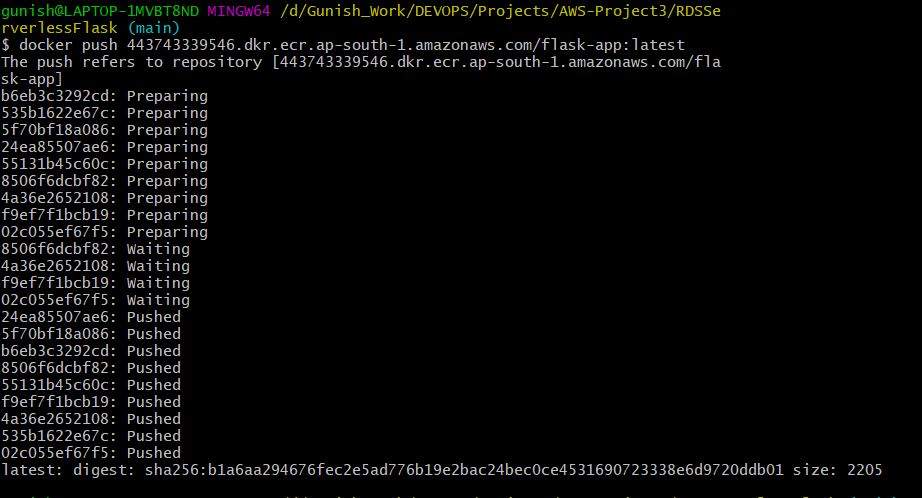 gunish@LAPTOP-1MVBT8ND MINGW64 /d/Gunish_Work/DEVOPS/Projects/AWS-Project3/RDSSe
rverlessFlask (main)
$ docker push 443743339546.dkr.ecr.ap-south-1.amazonaws.com/flask-app:latest
The push refers to repository [443743339546.dkr.ecr.ap-south-1.amazonaws.com/fla
sk-app]
b6eb3c3292cd: Preparing
535b1622e67c: Preparing
5f70bf18a086: Preparing
24ea85507ae6: Preparing
55131b45c60c: Preparing
8506f6dcbf82: Preparing
4a36e2652108: Preparing
f9ef7f1bcb19: Preparing
02c055ef67f5: Preparing
8506f6dcbf82: Waiting
4a36e2652108: Waiting
f9ef7f1bcb19: Waiting
02c055ef67f5: Waiting
24ea85507ae6: Pushed
5f70bf18a086: Pushed
b6eb3c3292cd: Pushed
8506f6dcbf82: Pushed
55131b45c60c: Pushed
f9ef7f1bcb19: Pushed
4a36e2652108: Pushed
535b1622e67c: Pushed
02c055ef67f5: Pushed
latest: digest: sha256:b1a6aa294676fec2e5ad776b19e2bac24bec0ce4531690723338e6d9720ddb01 size: 2205